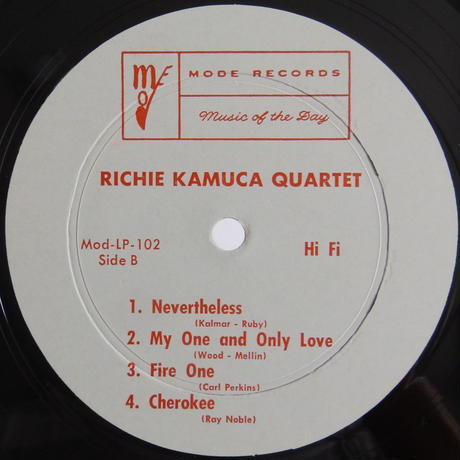 MODE RECORDS
Music of the Day
RICHIE KAMUCA QUARTET
Mod-LP-102 Hi Fi
Side B
1. Nevertheless
(Kalmar - Ruby)
2. My One and Only Love
(Wood - Mellin)
3. Fire One
(Carl Perkins)
4. Cherokee
(Ray Noble)